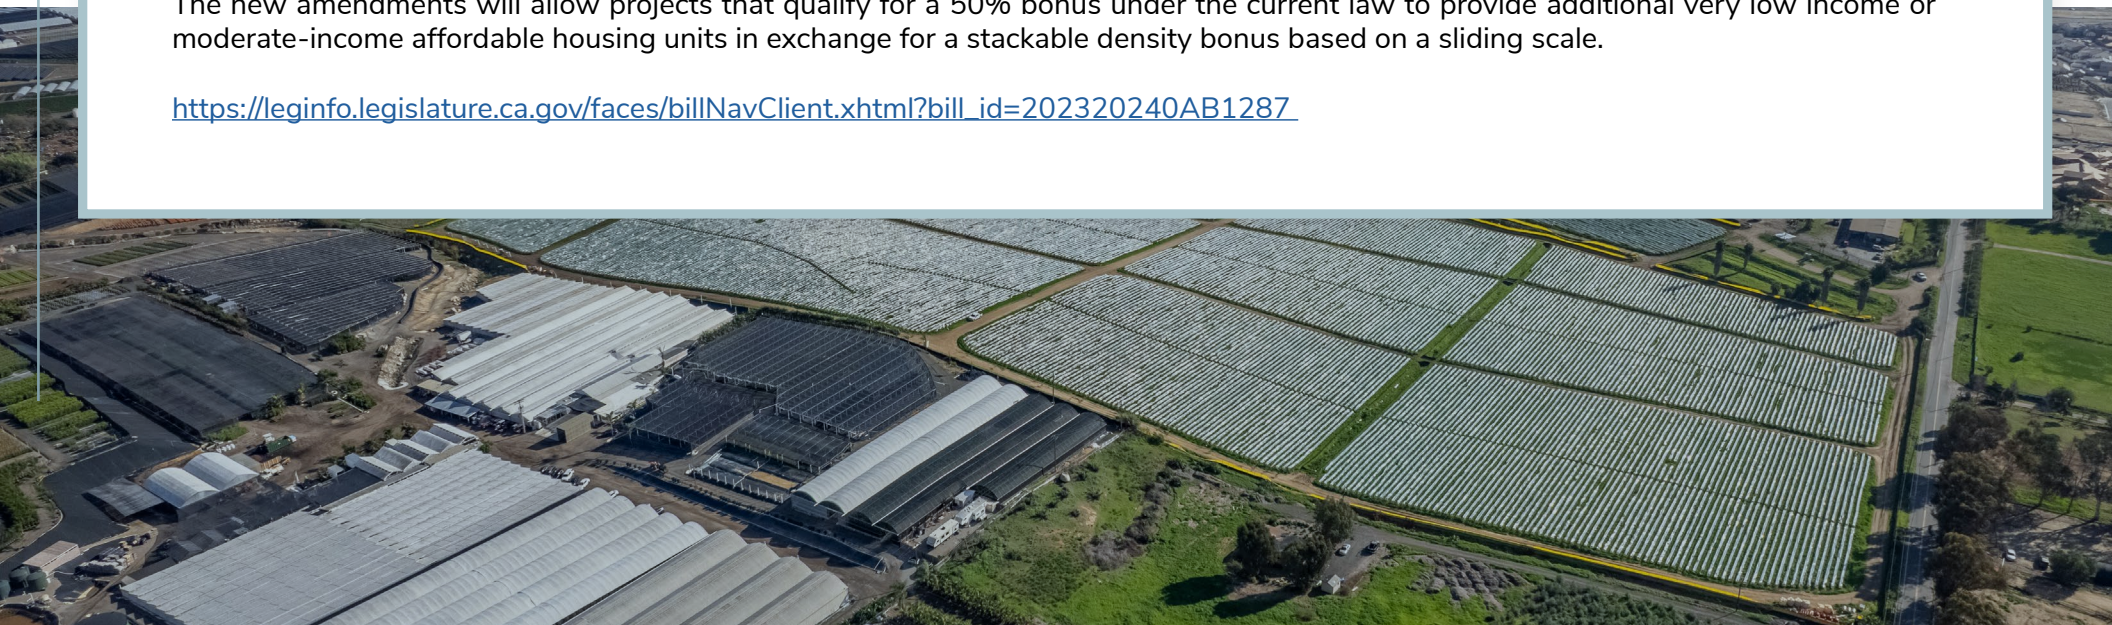 The new amendments will allow projects that qualify for a 50% bonus under the current law to provide additional very low income or
moderate-income affordable housing units in exchange for a stackable density bonus based on a sliding scale.
https://leginfo.legislature.ca.gov/faces/billNavClient.xhtml?bill_id=202320240AB1287